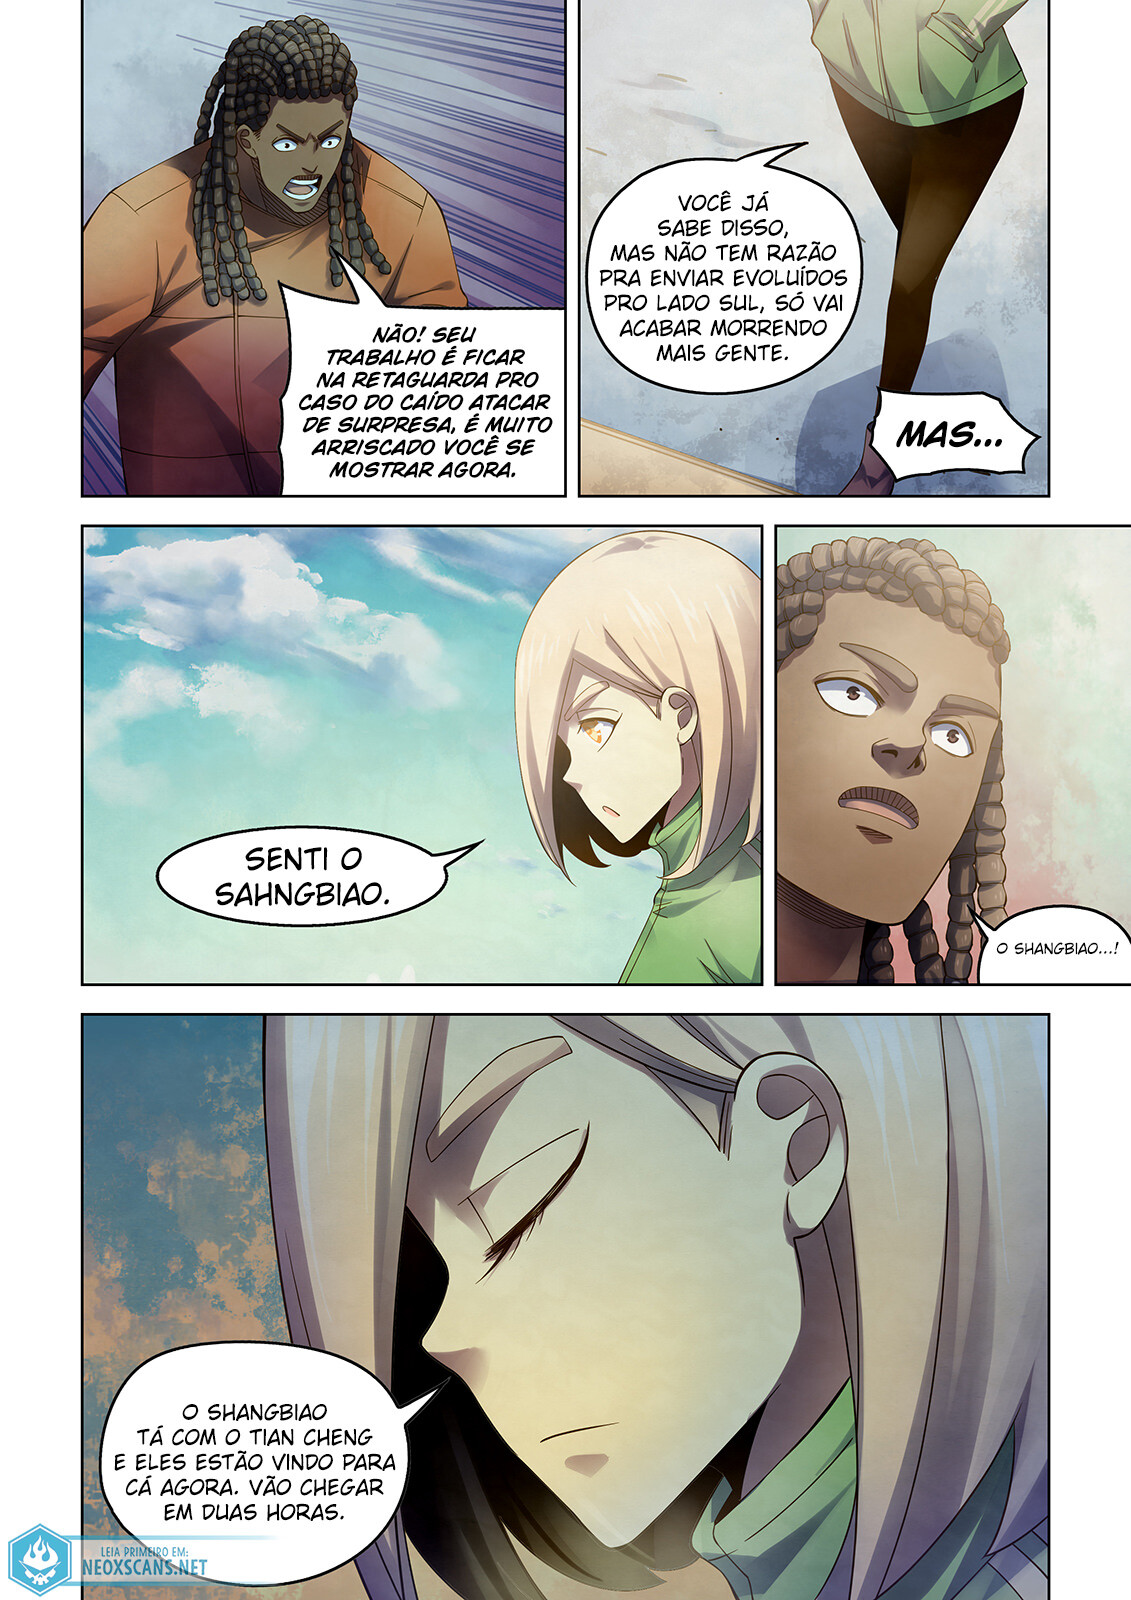 NÃO! SEU
TRABALHO É FICAR
NA RETAGUARDA PRO
CASO DO CAÍDO ATACAR
DE SURPRESA, É MUITO
ARRISCADO VOCÊ SE
MOSTRAR AGORA.
VOCÊ JÁ
SABE DISSO,
MAS NÃO TEM RAZÃO
PRA ENVIAR EVOLUÍDOS
PRO LADO SUL, SÓ VAI
ACABAR MORRENDO
MAIS GENTE.
MAS...
SENTI O
SAHNGBIAO.
O SHANGBIAO...!
O SHANGBIAO
TÁ COM O TIAN CHENG
E ELES ESTÃO VINDO PARA
CÁ AGORA. VÃO CHEGAR
EM DUAS HORAS.
LEIA PRIMEIRO EM:
NEOXSCANS.NET